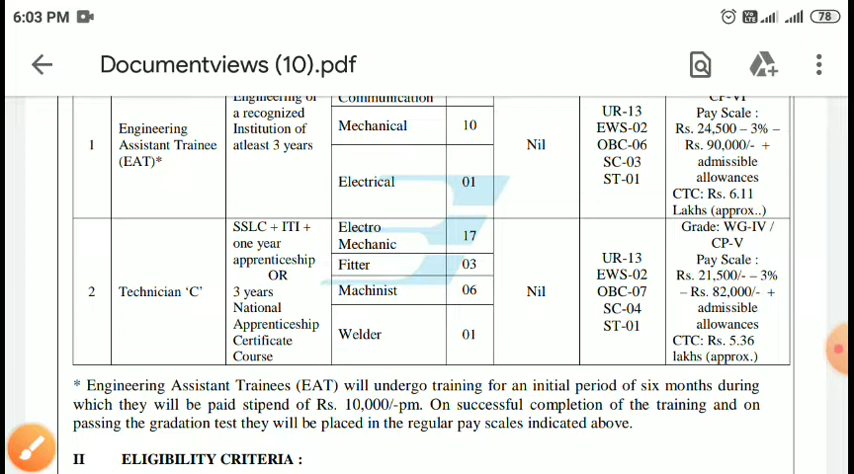 6:03 PM
Vo LTE
78
Documentviews (10).pdf
Engineering of
a recognized
Institution of
atleast 3 years
1
Engineering
Assistant Trainee
(EAT)*
Communication
Mechanical 10
Electrical 01
Nil
UR-13
EWS-02
OBC-06
SC-03
ST-01
CP-VI
Pay Scale :
Rs. 24,500 – 3% –
Rs. 90,000/- +
admissible
allowances
CTC: Rs. 6.11
Lakhs (approx..)
2
Technician ‘C’
SSLC + ITI +
one year
apprenticeship
OR
3 years
National
Apprenticeship
Certificate
Course
Electro
Mechanic
17
Fitter 03
Machinist 06
Welder 01
Nil
UR-13
EWS-02
OBC-07
SC-04
ST-01
Grade: WG-IV /
CP-V
Pay Scale :
Rs. 21,500/- – 3%
– Rs. 82,000/- +
admissible
allowances
CTC: Rs. 5.36
lakhs (approx.)
* Engineering Assistant Trainees (EAT) will undergo training for an initial period of six months during
which they will be paid stipend of Rs. 10,000/-pm. On successful completion of the training and on
passing the gradation test they will be placed in the regular pay scales indicated above.
II ELIGIBILITY CRITERIA :